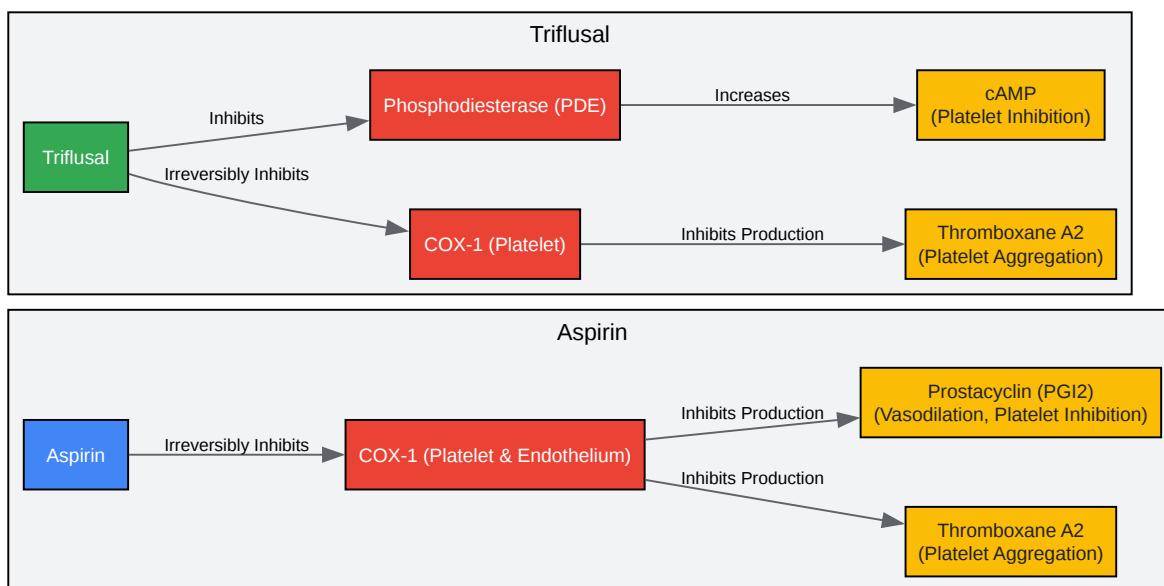 Triflusal
Phosphodiesterase (PDE)
Increases
cAMP
(Platelet Inhibition)
Inhibits
Triflusal
Irreversibly Inhibits
COX-1 (Platelet)
Inhibits Production
Thromboxane A2
(Platelet Aggregation)
Aspirin
Prostacyclin (PGI2)
(Vasodilation, Platelet Inhibition)
Inhibits Production
Aspirin
Irreversibly Inhibits
COX-1 (Platelet & Endothelium)
Inhibits Production
Thromboxane A2
(Platelet Aggregation)